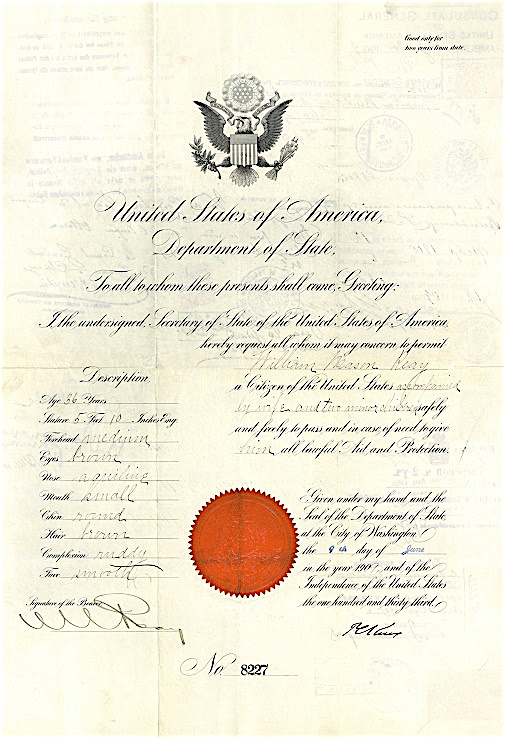 Good only for
two years from date.
United States of America,
Department of State,
To all to whom these presents shall come, Greeting:
I, the undersigned, Secretary of State of the United States of America,
hereby request all whom it may concern to permit
William Mason Reay
a Citizen of the United States accompanied
by wife and two minor children safely
and freely to pass and in case of need to give
him all lawful Aid and Protection.
Description.
Age 36 Years
Stature 5 Feet 10 Inches Eng.
Forehead medium
Eyes brown
Nose aquiline
Mouth small
Chin round
Hair brown
Complexion ruddy
Face smooth
Signature of the Bearer
Given under my hand and the
Seal of the Department of State,
at the City of Washington,
the 9th day of June
in the year 1909, and of the
Independence of the United States
the one hundred and thirty third.
P C Knox
No. 8227